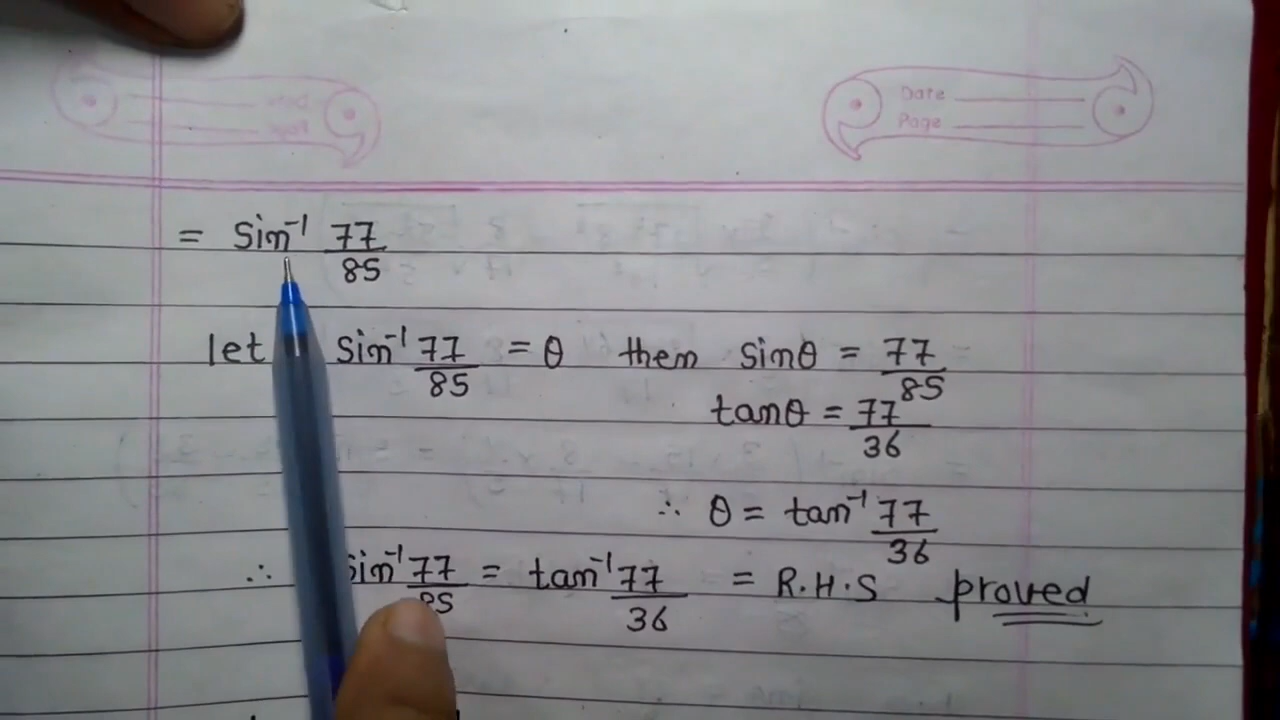 Date
Page
= Sin⁻¹ 77/85
let Sin⁻¹ 77/85 = θ then sinθ = 77/85
tanθ = 77/36
∴ θ = tan⁻¹ 77/36
∴ Sin⁻¹ 77/85 = tan⁻¹ 77/36 = R.H.S proved